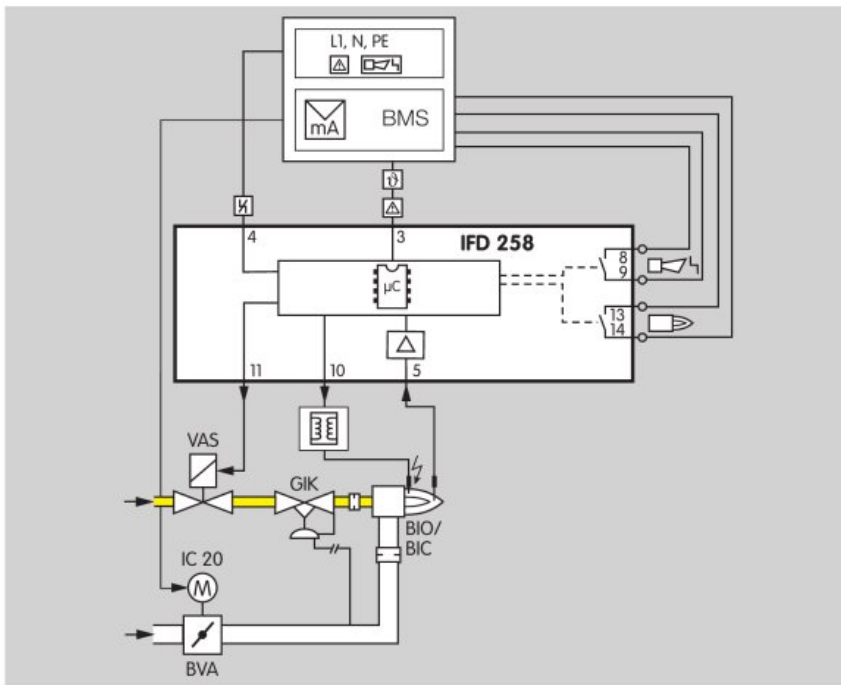 L1, N, PE
mA
BMS
ϑ
4
3
IFD 258
8
9
µC
13
14
11
10
5
VAS
GIK
BIO/
BIC
IC 20
M
BVA